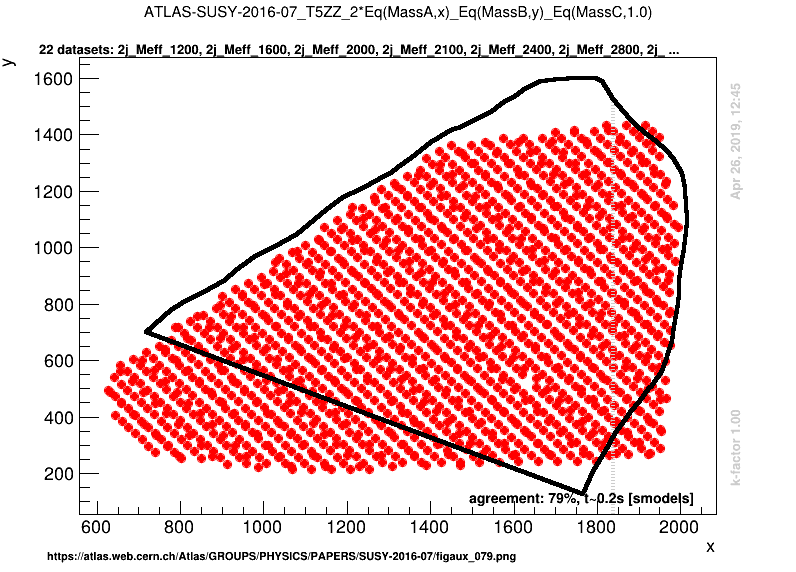 ATLAS-SUSY-2016-07_T5ZZ_2*Eq(MassA,x)_Eq(MassB,y)_Eq(MassC,1.0)
22 datasets: 2j_Meff_1200, 2j_Meff_1600, 2j_Meff_2000, 2j_Meff_2100, 2j_Meff_2400, 2j_Meff_2800, 2j_ ...
y
1600
1400
1200
1000
800
600
400
200
Apr 26, 2019, 12:45
k-factor 1.00
agreement: 79%, t~0.2s [smodels]
600 800 1000 1200 1400 1600 1800 2000
x
https://atlas.web.cern.ch/Atlas/GROUPS/PHYSICS/PAPERS/SUSY-2016-07/figaux_079.png